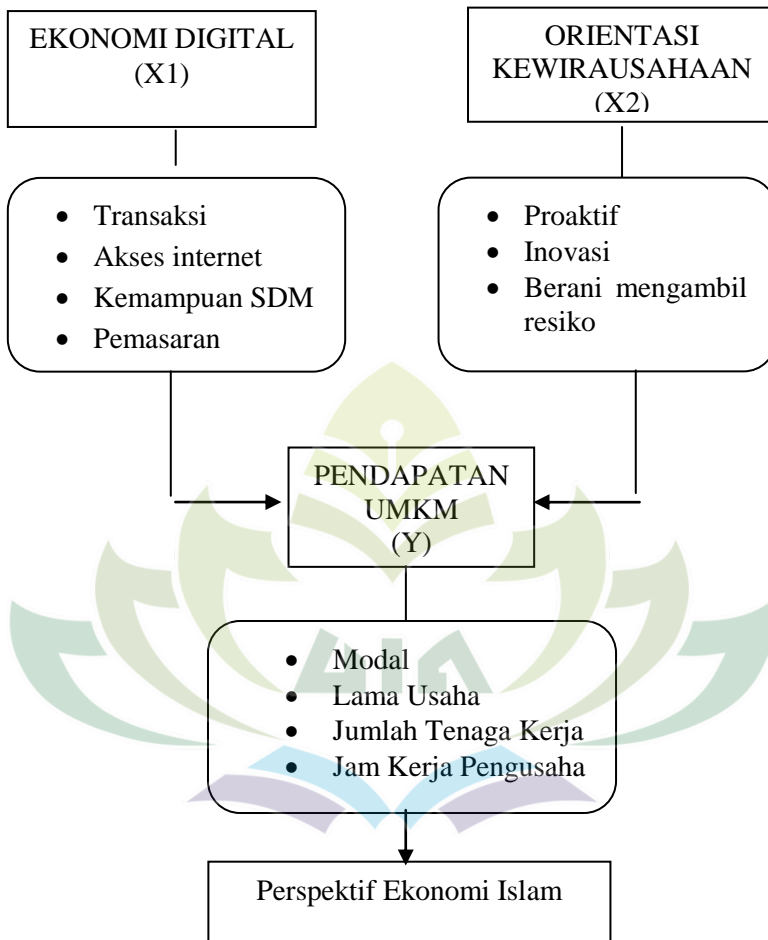 EKONOMI DIGITAL
(X1)
ORIENTASI
KEWIRAUSAHAAN
(X2)
• Transaksi
• Akses internet
• Kemampuan SDM
• Pemasaran
• Proaktif
• Inovasi
• Berani mengambil
resiko
PENDAPATAN
UMKM
(Y)
• Modal
• Lama Usaha
• Jumlah Tenaga Kerja
• Jam Kerja Pengusaha
Perspektif Ekonomi Islam